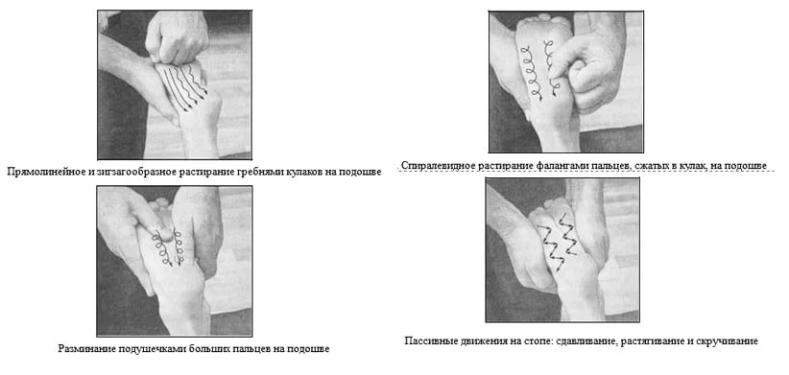 Прямолинейное и зигзагообразное растирание гребнями кулаков на подошве
Спиралевидное растирание фалангами пальцев, сжатых в кулак, на подошве
Разминание подушечками больших пальцев на подошве
Пассивные движения на стопе: сдавливание, растягивание и скручивание